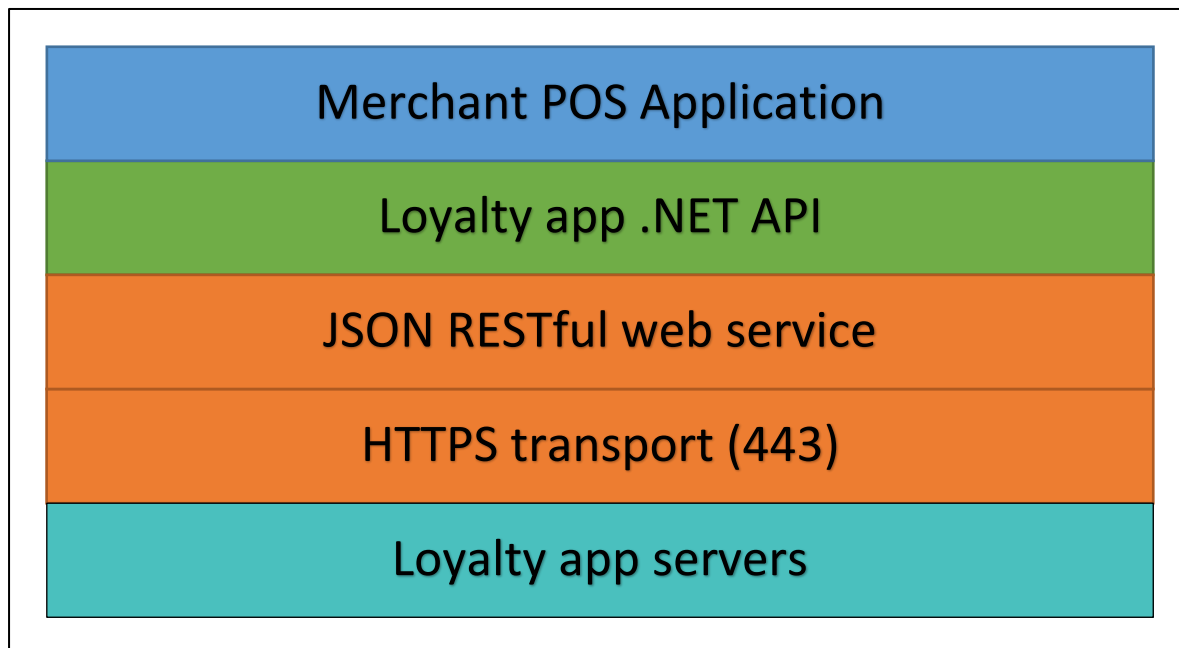 Merchant POS Application
Loyalty app .NET API
JSON RESTful web service
HTTPS transport (443)
Loyalty app servers